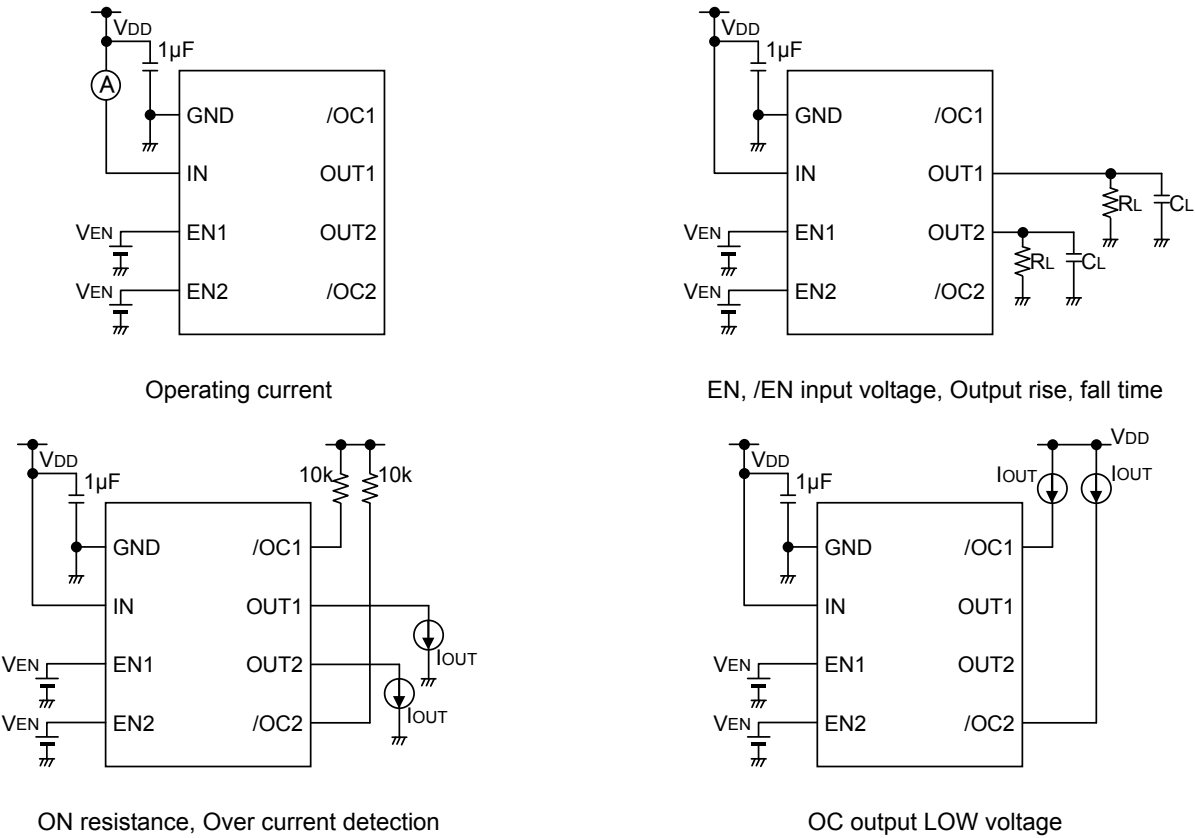 VDD
1µF
A
GND /OC1
IN OUT1
VEN EN1 OUT2
VEN EN2 /OC2
Operating current
VDD
1µF
GND /OC1
IN OUT1
RL CL
VEN EN1 OUT2
RL CL
VEN EN2 /OC2
EN, /EN input voltage, Output rise, fall time
VDD
1µF
10k 10k
GND /OC1
IN OUT1
IOUT
VEN EN1 OUT2
IOUT
VEN EN2 /OC2
ON resistance, Over current detection
VDD
VDD
1µF
IOUT IOUT
GND /OC1
IN OUT1
VEN EN1 OUT2
VEN EN2 /OC2
OC output LOW voltage